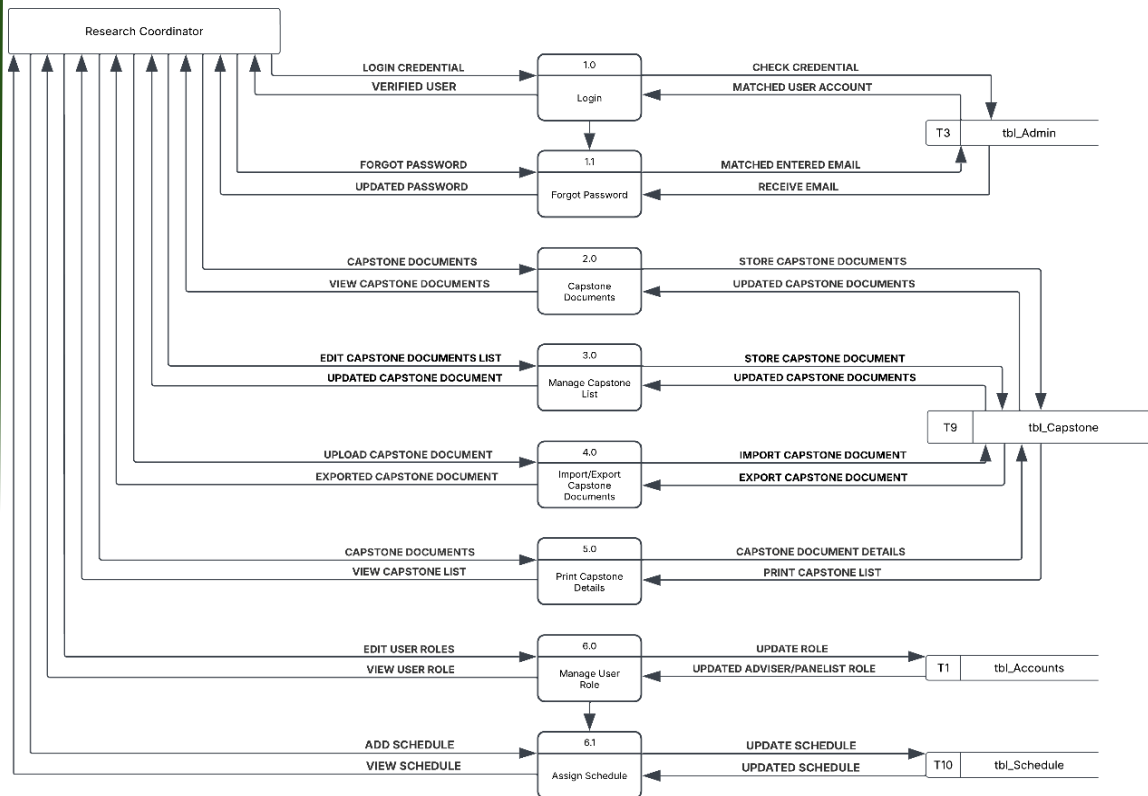 Research Coordinator
1.0
Login
LOGIN CREDENTIAL
VERIFIED USER
CHECK CREDENTIAL
MATCHED USER ACCOUNT
T3
tbl_Admin
1.1
Forgot Password
FORGOT PASSWORD
UPDATED PASSWORD
MATCHED ENTERED EMAIL
RECEIVE EMAIL
2.0
Capstone
Documents
CAPSTONE DOCUMENTS
VIEW CAPSTONE DOCUMENTS
STORE CAPSTONE DOCUMENTS
UPDATED CAPSTONE DOCUMENTS
3.0
Manage Capstone
List
EDIT CAPSTONE DOCUMENTS LIST
UPDATED CAPSTONE DOCUMENT
STORE CAPSTONE DOCUMENT
UPDATED CAPSTONE DOCUMENTS
T9
tbl_Capstone
4.0
Import/Export
Capstone
Documents
UPLOAD CAPSTONE DOCUMENT
EXPORTED CAPSTONE DOCUMENT
IMPORT CAPSTONE DOCUMENT
EXPORT CAPSTONE DOCUMENT
5.0
Print Capstone
Details
CAPSTONE DOCUMENTS
VIEW CAPSTONE LIST
CAPSTONE DOCUMENT DETAILS
PRINT CAPSTONE LIST
6.0
Manage User
Role
EDIT USER ROLES
VIEW USER ROLE
UPDATE ROLE
UPDATED ADVISER/PANELIST ROLE
T1
tbl_Accounts
6.1
Assign Schedule
ADD SCHEDULE
VIEW SCHEDULE
UPDATE SCHEDULE
UPDATED SCHEDULE
T10
tbl_Schedule